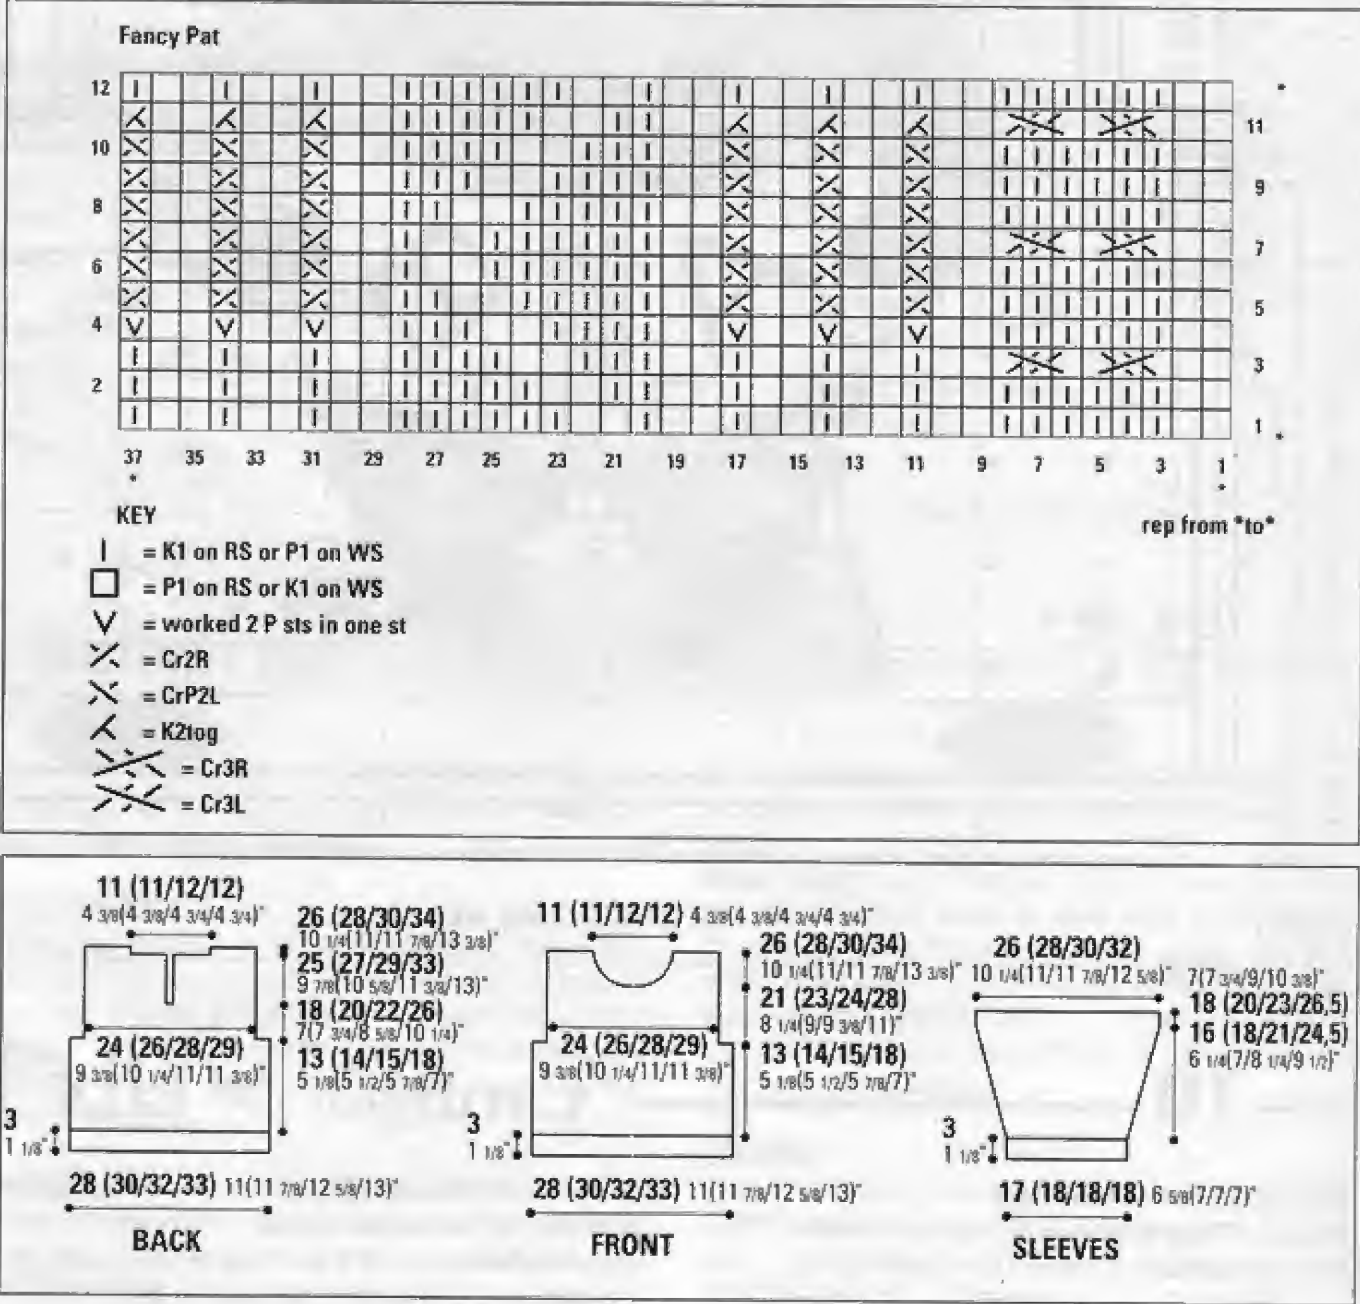 Fancy Pat
12
11
10
9
8
7
6
5
4
3
2
1
37 35 33 31 29 27 25 23 21 19 17 15 13 11 9 7 5 3 1
* *
rep from *to*
KEY
= K1 on RS or P1 on WS
= P1 on RS or K1 on WS
= worked 2 P sts in one st
= Cr2R
= CrP2L
= K2tog
= Cr3R
= Cr3L
11 (11/12/12)
4 3/8(4 3/8/4 3/4/4 3/4)"
26 (28/30/34)
10 1/4(11/11 7/8/13 3/8)"
25 (27/29/33)
9 7/8(10 5/8/11 3/8/13)"
18 (20/22/26)
7(7 3/4/8 5/8/10 1/4)"
24 (26/28/29)
9 3/8(10 1/4/11/11 3/8)"
13 (14/15/18)
5 1/8(5 1/2/5 7/8/7)"
3
1 1/8"
28 (30/32/33) 11(11 7/8/12 5/8/13)"
BACK
11 (11/12/12) 4 3/8(4 3/8/4 3/4/4 3/4)"
26 (28/30/34)
10 1/4(11/11 7/8/13 3/8)"
21 (23/24/28)
8 1/4(9/9 3/8/11)"
24 (26/28/29)
9 3/8(10 1/4/11/11 3/8)"
13 (14/15/18)
5 1/8(5 1/2/5 7/8/7)"
3
1 1/8"
28 (30/32/33) 11(11 7/8/12 5/8/13)"
FRONT
26 (28/30/32)
10 1/4(11/11 7/8/12 5/8)"
7(7 3/4/9/10 3/8)"
18 (20/23/26,5)
16 (18/21/24,5)
6 1/4(7/8 1/4/9 1/2)"
3
1 1/8"
17 (18/18/18) 6 5/8(7/7/7)"
SLEEVES